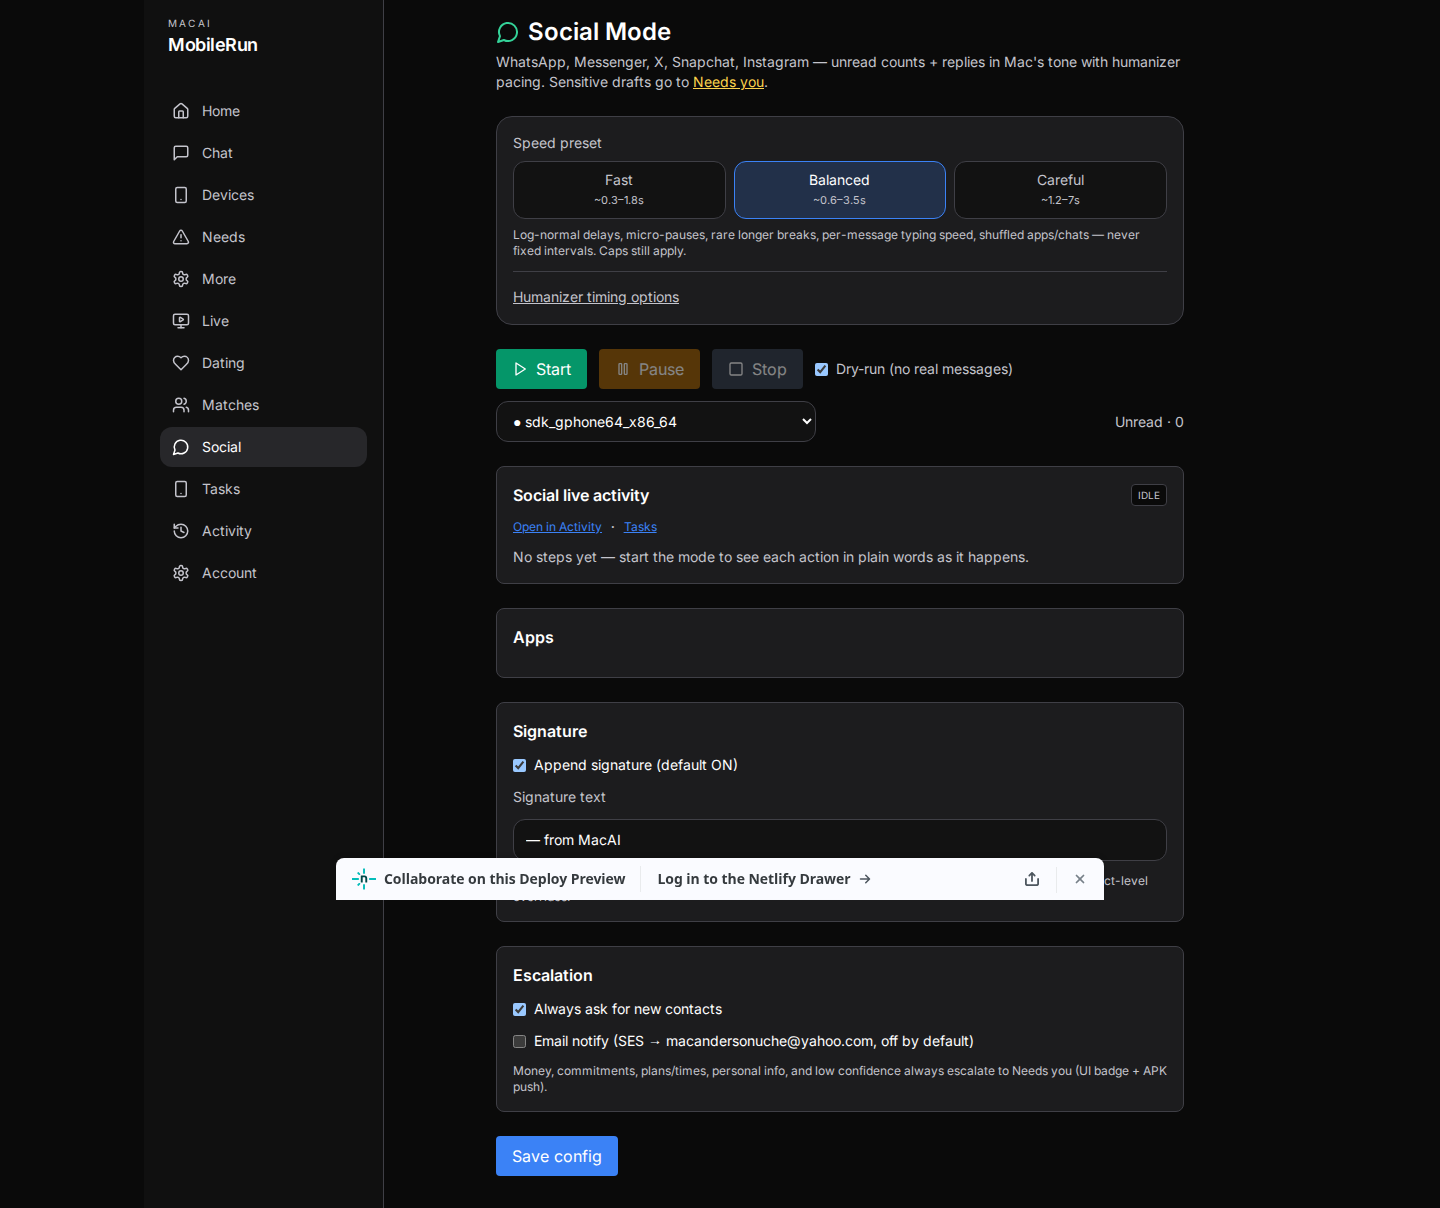 MACAI
MobileRun
Home
Chat
Devices
Needs
More
Live
Dating
Matches
Social
Tasks
Activity
Account
Social Mode
WhatsApp, Messenger, X, Snapchat, Instagram — unread counts + replies in Mac's tone with humanizer
pacing. Sensitive drafts go to Needs you.
Speed preset
Fast
~0.3–1.8s
Balanced
~0.6–3.5s
Careful
~1.2–7s
Log-normal delays, micro-pauses, rare longer breaks, per-message typing speed, shuffled apps/chats — never
fixed intervals. Caps still apply.
Humanizer timing options
Start
Pause
Stop
Dry-run (no real messages)
● sdk_gphone64_x86_64
Unread · 0
Social live activity
IDLE
Open in Activity · Tasks
No steps yet — start the mode to see each action in plain words as it happens.
Apps
Signature
Append signature (default ON)
Signature text
— from MacAI
Collaborate on this Deploy Preview
Log in to the Netlify Drawer →
ct-level
Escalation
Always ask for new contacts
Email notify (SES → macandersonuche@yahoo.com, off by default)
Money, commitments, plans/times, personal info, and low confidence always escalate to Needs you (UI badge + APK
push).
Save config